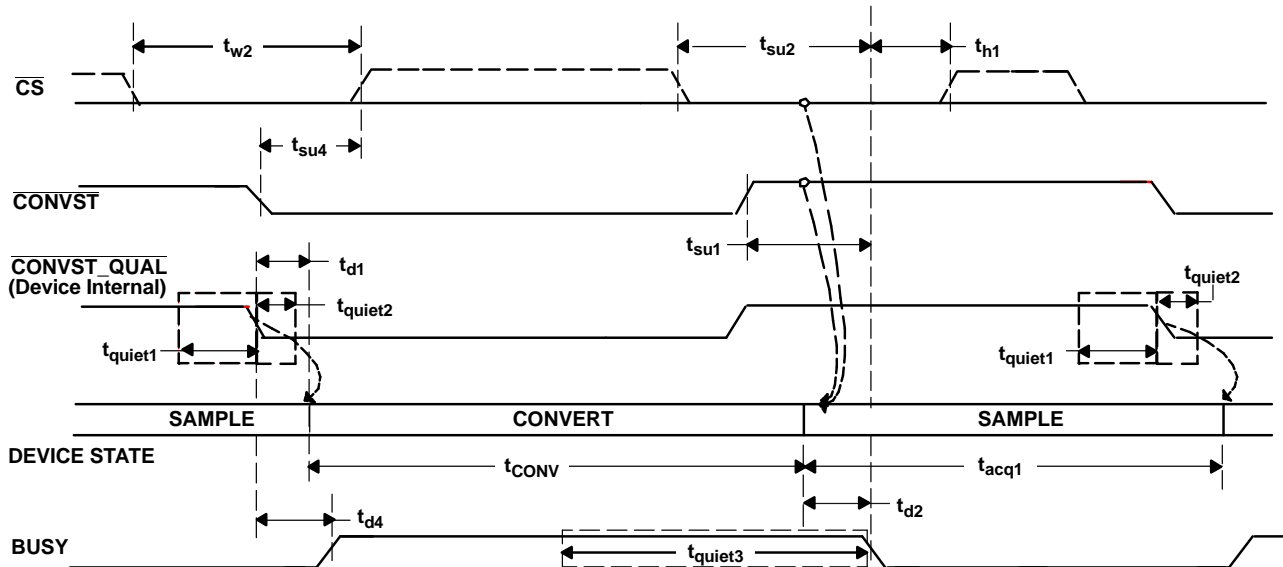 tw2
tsu2
th1
CS
tsu4
CONVST
tsu1
CONVST_QUAL
(Device Internal)
td1
tquiet2
tquiet2
tquiet1
tquiet1
SAMPLE CONVERT SAMPLE
DEVICE STATE
tCONV
tacq1
td4
td2
BUSY
tquiet3